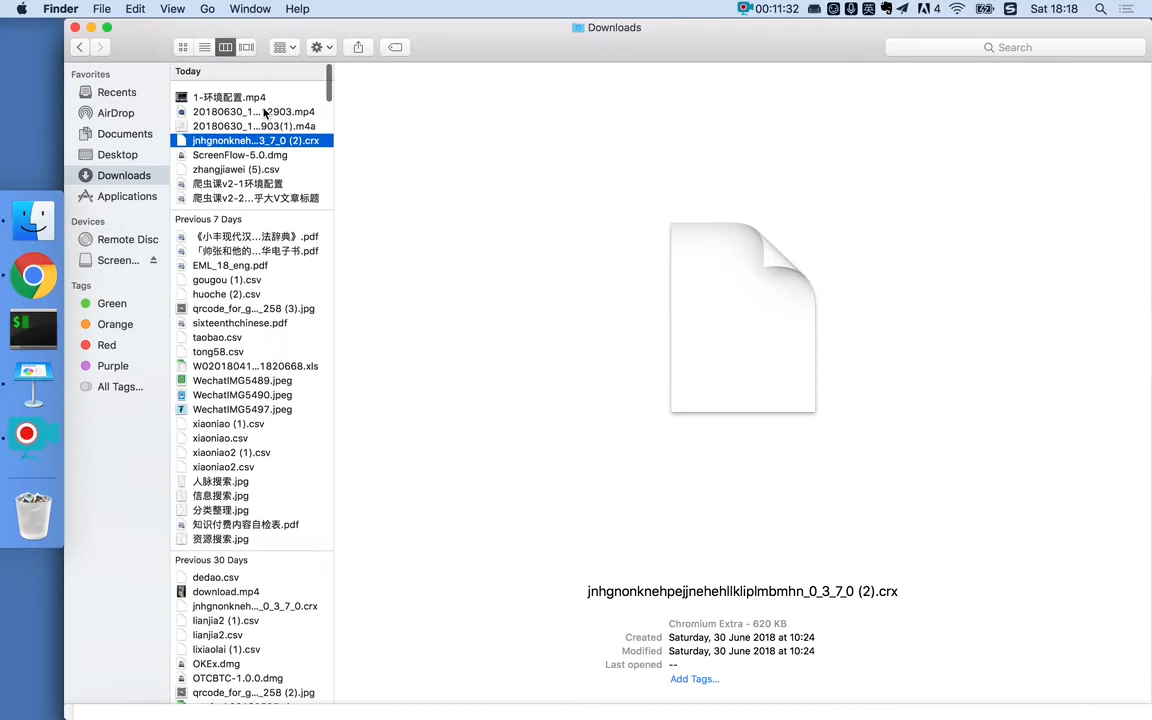 Finder File Edit View Go Window Help 00:11:32 英 4 Sat 18:18
Downloads
Search
Favorites
Recents
AirDrop
Documents
Desktop
Downloads
Applications
Devices
Remote Disc
Screen...
Tags
Green
Orange
Red
Purple
All Tags...
Today
1-环境配置.mp4
20180630_1...2903.mp4
20180630_1...903(1).m4a
jnhgnonkneh...3_7_0 (2).crx
ScreenFlow-5.0.dmg
zhangjiawei (5).csv
爬虫课v2-1环境配置
爬虫课v2-2...乎大V文章标题
Previous 7 Days
《小丰现代汉...法辞典》.pdf
「帅张和他的...华电子书.pdf
EML_18_eng.pdf
gougou (1).csv
huoche (2).csv
qrcode_for_g..._258 (3).jpg
sixteenthchinese.pdf
taobao.csv
tong58.csv
W02018041...1820668.xls
WechatIMG5489.jpeg
WechatIMG5490.jpeg
WechatIMG5497.jpeg
xiaoniao (1).csv
xiaoniao.csv
xiaoniao2 (1).csv
xiaoniao2.csv
人脉搜索.jpg
信息搜索.jpg
分类整理.jpg
知识付费内容自检表.pdf
资源搜索.jpg
Previous 30 Days
dedao.csv
download.mp4
jnhgnonkneh..._0_3_7_0.crx
lianjia2 (1).csv
lianjia2.csv
lixiaolai (1).csv
OKEx.dmg
OTCBTC-1.0.0.dmg
qrcode_for_g..._258 (2).jpg
jnhgnonknehpejjnehehllkliplmbmhn_0_3_7_0 (2).crx
Chromium Extra - 620 KB
Created Saturday, 30 June 2018 at 10:24
Modified Saturday, 30 June 2018 at 10:24
Last opened --
Add Tags...